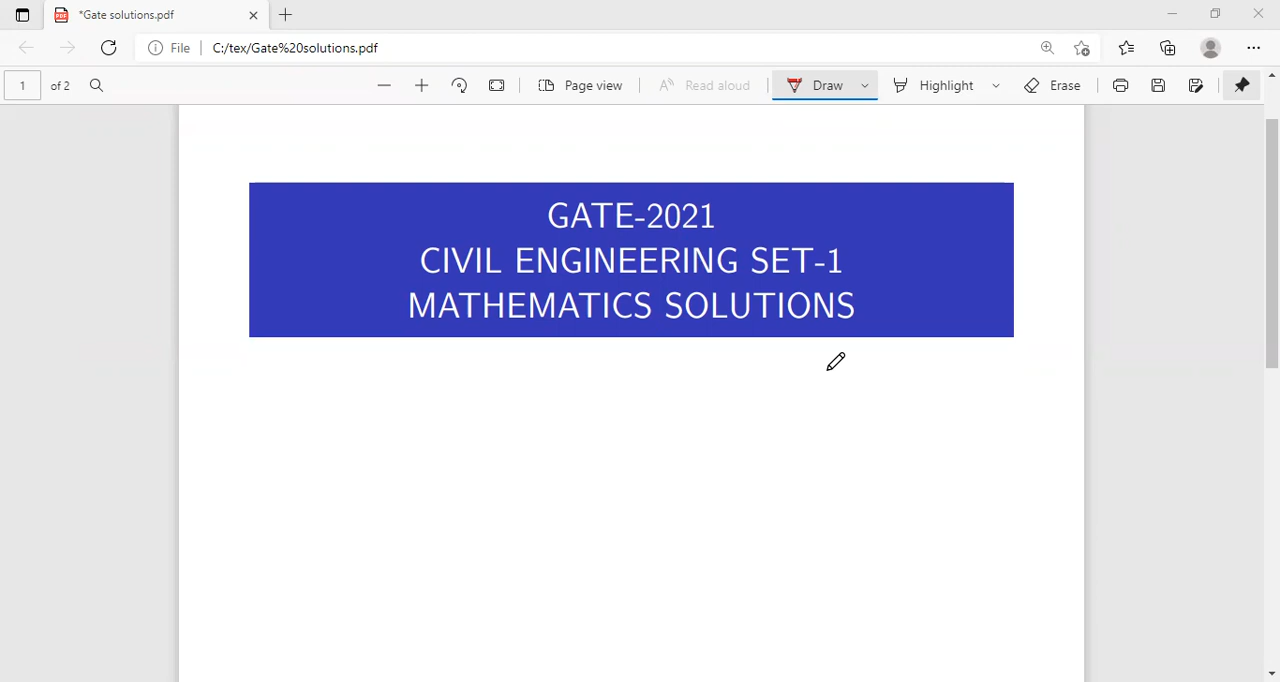 *Gate solutions.pdf
File C:/tex/Gate%20solutions.pdf
1 of 2 Page view A Read aloud Draw Highlight Erase
GATE-2021
CIVIL ENGINEERING SET-1
MATHEMATICS SOLUTIONS